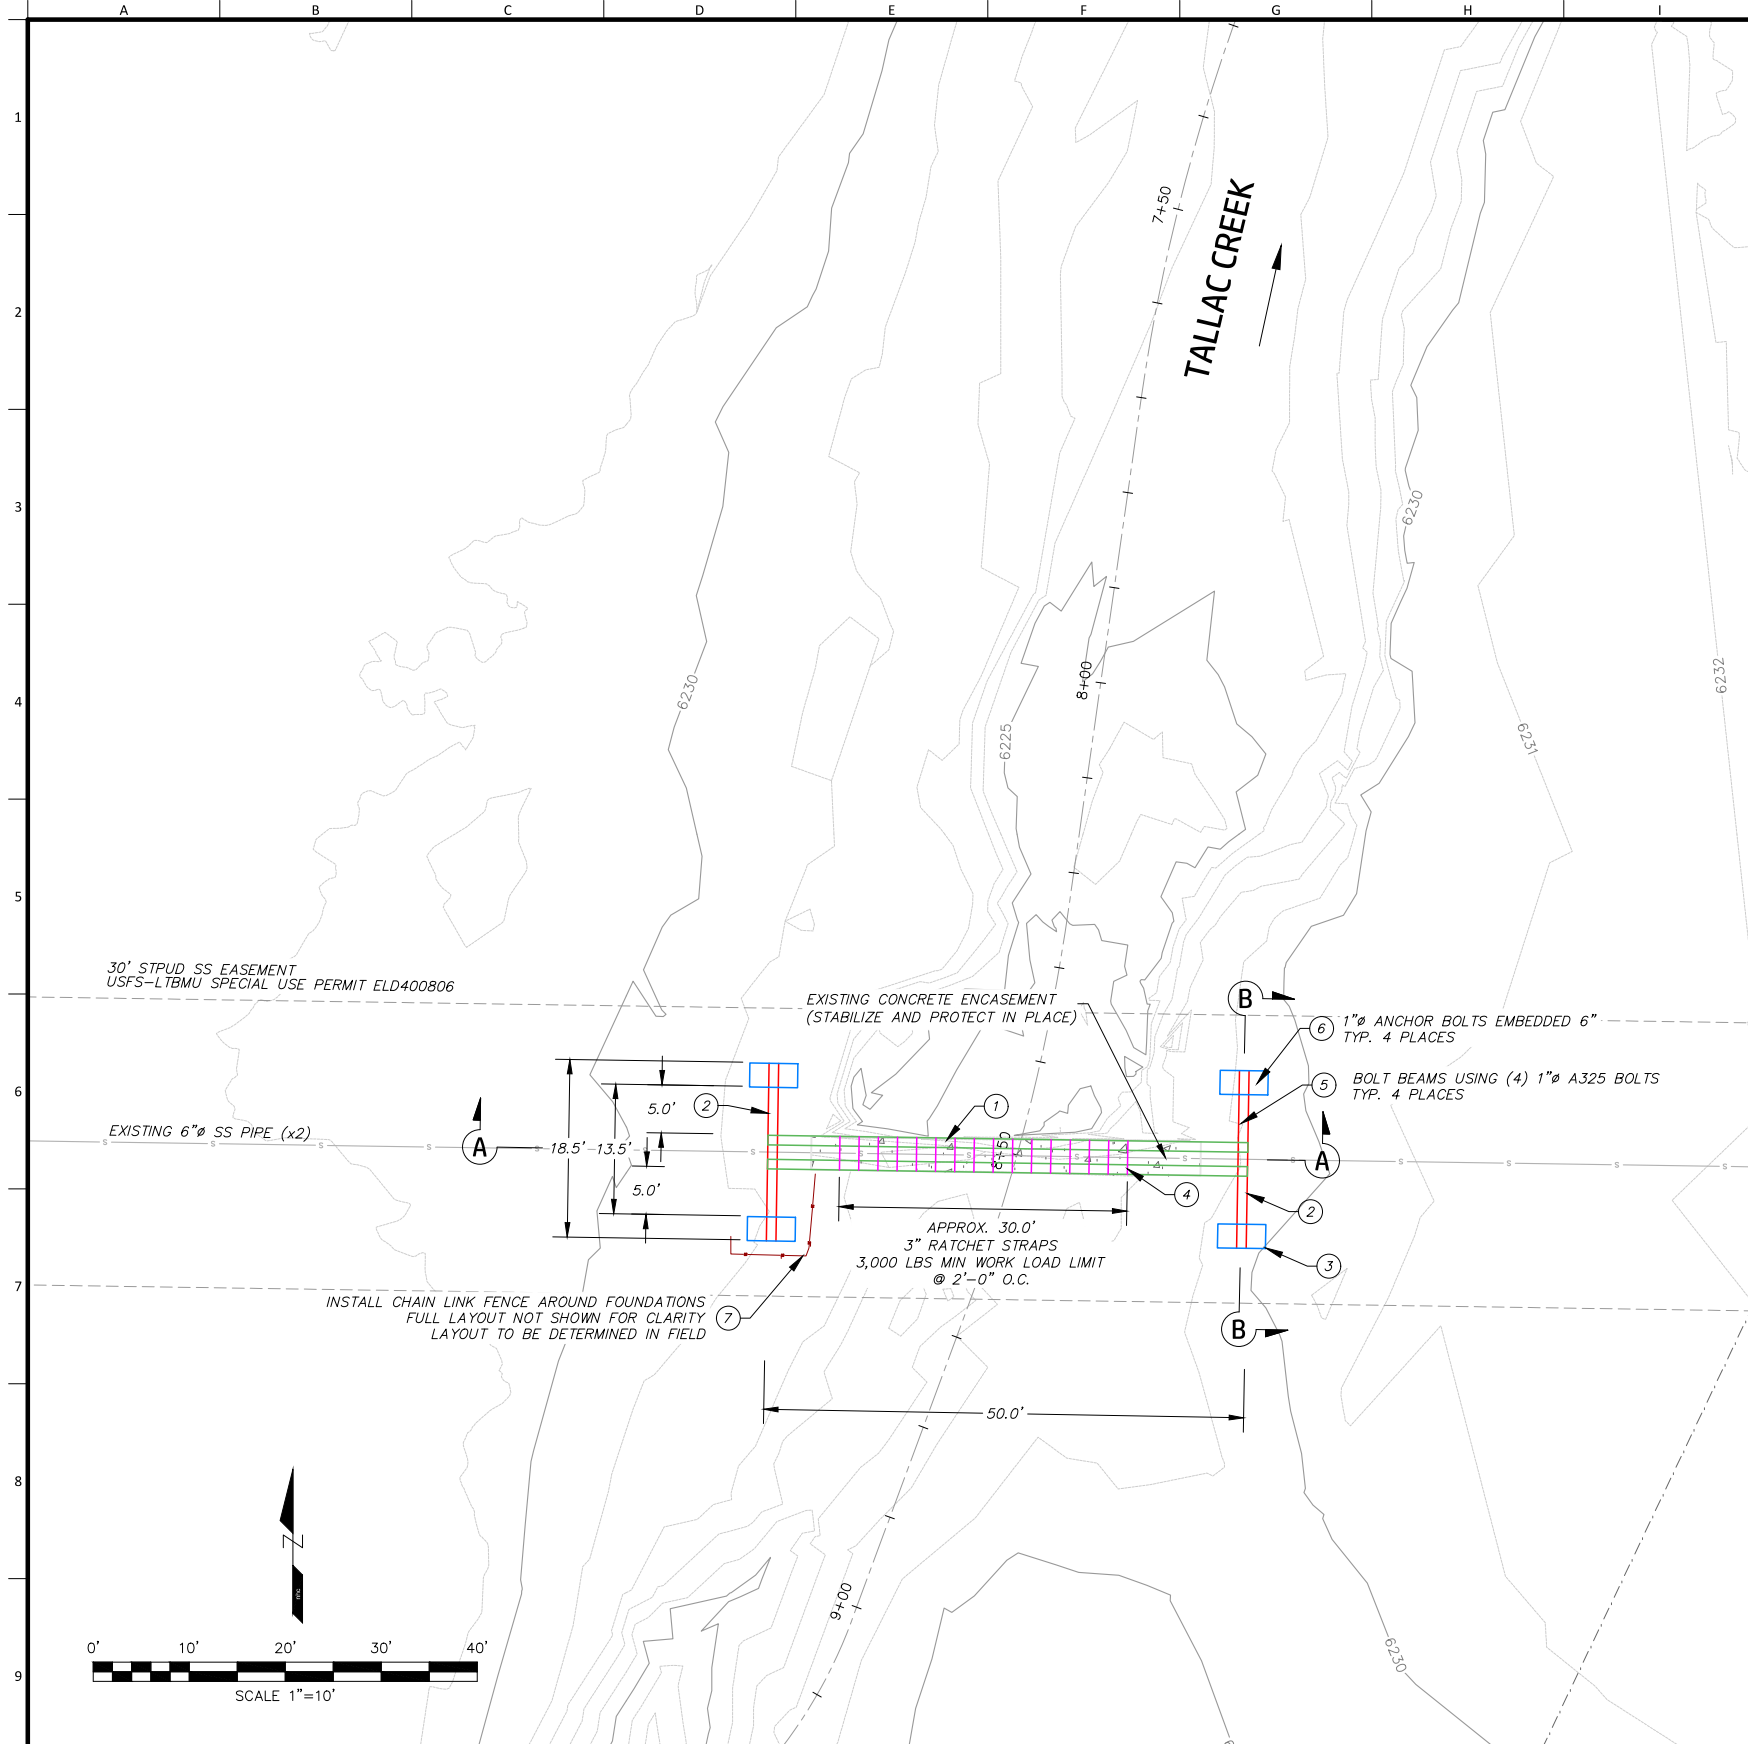 A B C D E F G H I
1
7+50
TALLAC CREEK
2
3
6230
4
6230
8+00
6225
6232
6231
5
30' STPUD SS EASEMENT
USFS-LTBMU SPECIAL USE PERMIT ELD400806
EXISTING CONCRETE ENCASEMENT
(STABILIZE AND PROTECT IN PLACE)
B
6 1"ø ANCHOR BOLTS EMBEDDED 6"
TYP. 4 PLACES
6
5 BOLT BEAMS USING (4) 1"ø A325 BOLTS
TYP. 4 PLACES
5.0'
2
1
EXISTING 6"ø SS PIPE (x2)
A
18.5'
13.5'
8+50
A
S S S S S S S S S S
5.0'
4
2
APPROX. 30.0'
3" RATCHET STRAPS
3,000 LBS MIN WORK LOAD LIMIT
@ 2'-0" O.C.
3
7
INSTALL CHAIN LINK FENCE AROUND FOUNDATIONS
FULL LAYOUT NOT SHOWN FOR CLARITY
LAYOUT TO BE DETERMINED IN FIELD
7
B
50.0'
8
Z
nhc
9+00
6230
0' 10' 20' 30' 40'
9
SCALE 1"=10'